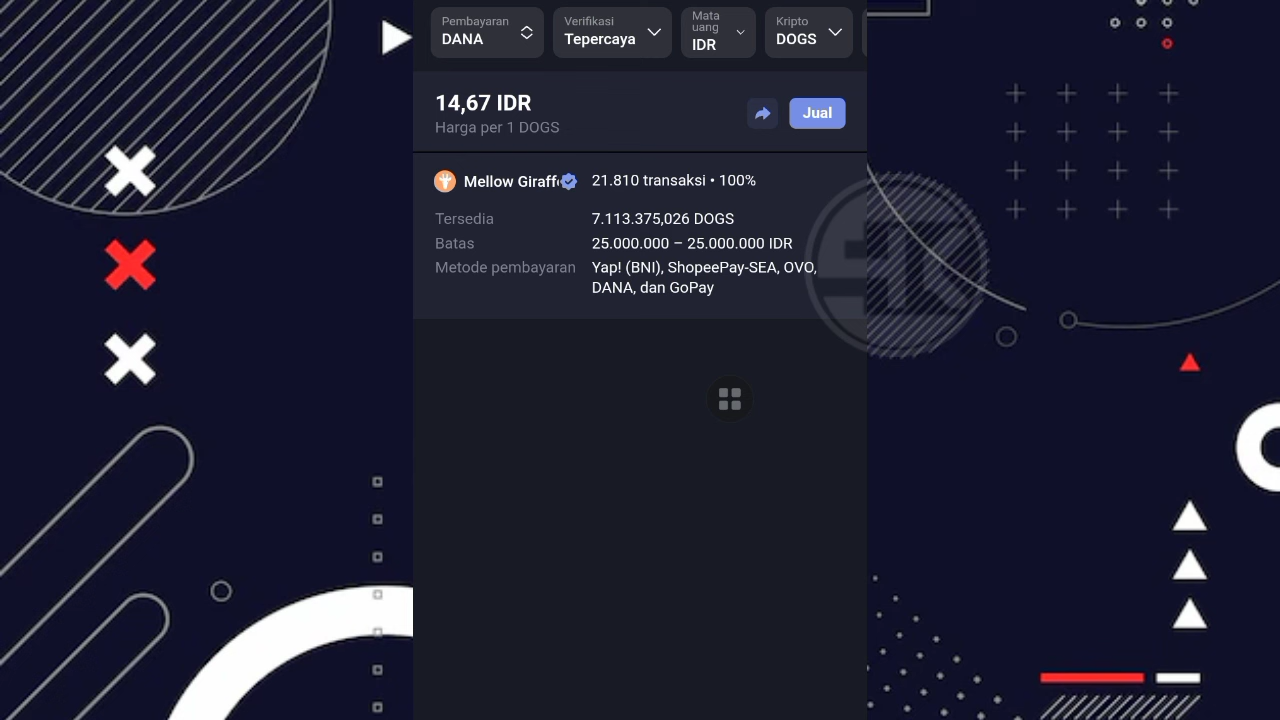 Pembayaran
DANA
Verifikasi
Tepercaya
Mata
uang
IDR
Kripto
DOGS
14,67 IDR
Harga per 1 DOGS
Jual
Mellow Giraff
21.810 transaksi • 100%
Tersedia
7.113.375,026 DOGS
Batas
25.000.000 – 25.000.000 IDR
Metode pembayaran
Yap! (BNI), ShopeePay-SEA, OVO,
DANA, dan GoPay